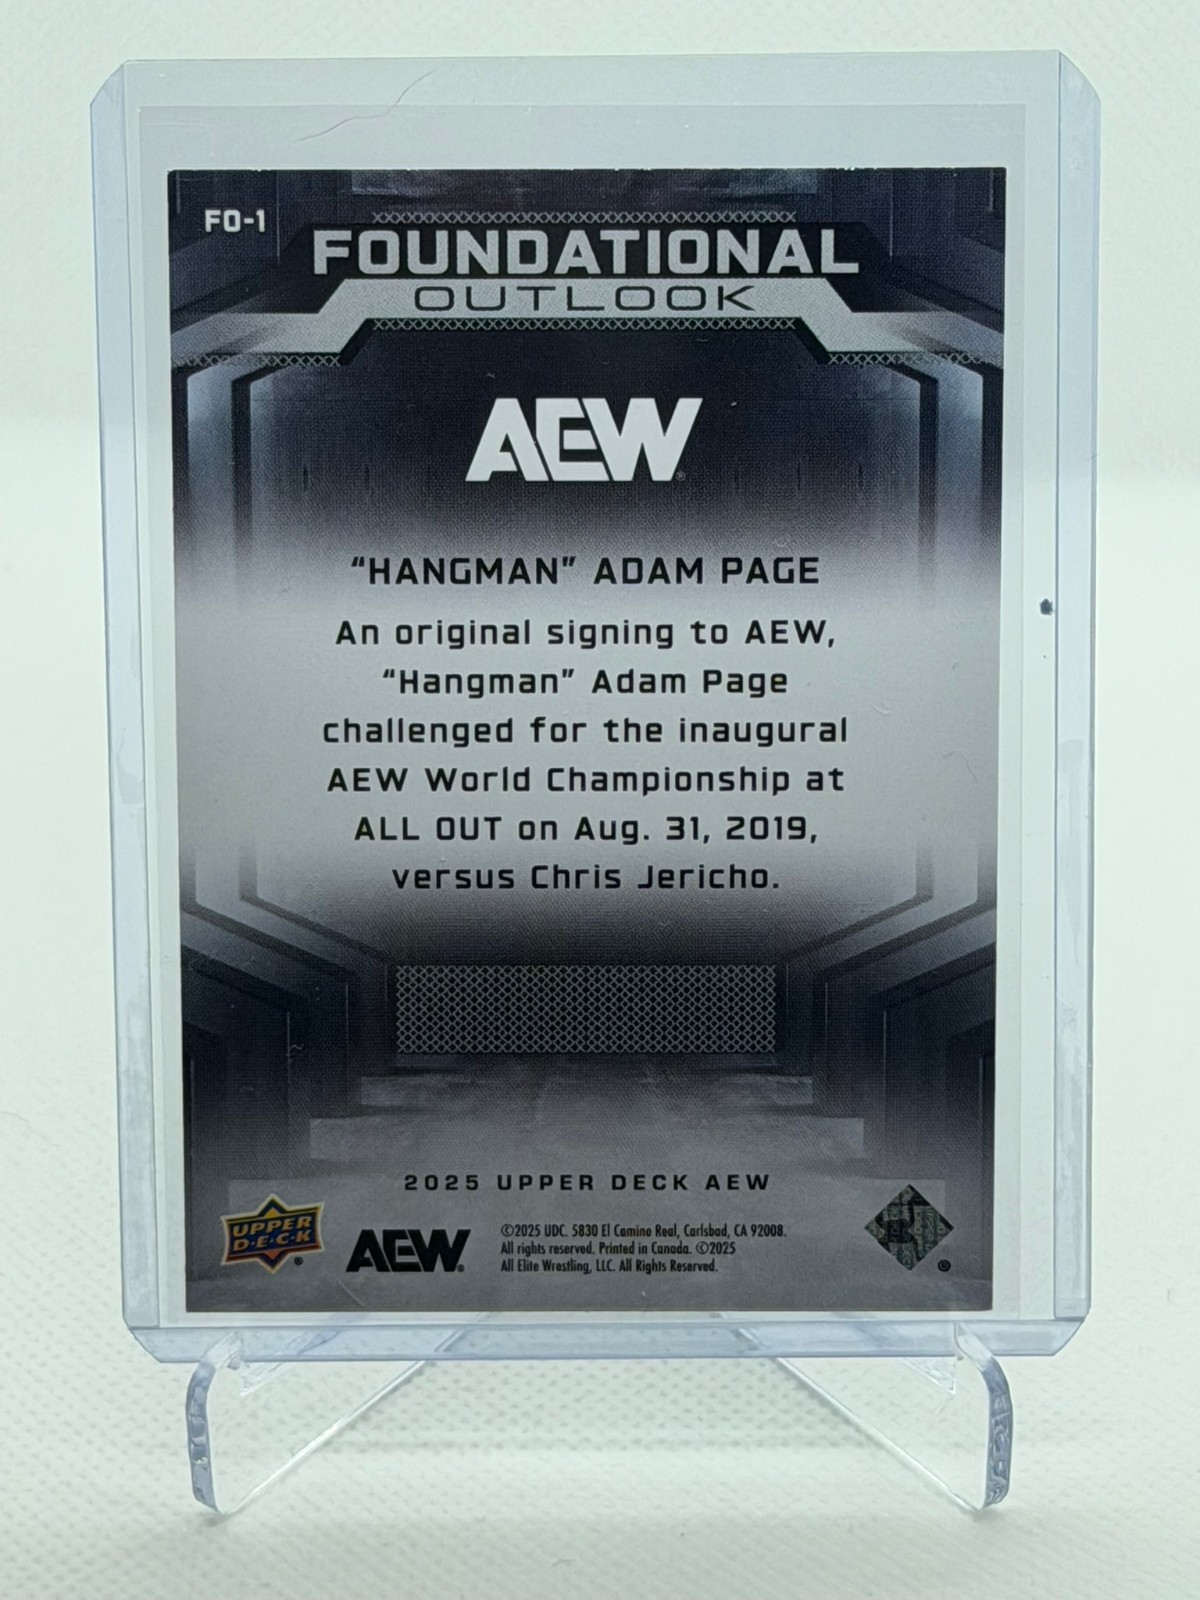 FO-1
FOUNDATIONAL
OUTLOOK
AEW
“HANGMAN” ADAM PAGE
An original signing to AEW,
“Hangman” Adam Page
challenged for the inaugural
AEW World Championship at
ALL OUT on Aug. 31, 2019,
versus Chris Jericho.
2025 UPPER DECK AEW
UPPER
D·E·C·K
®
AEW
©2025 UDC. 5830 El Camino Real, Carlsbad, CA 92008.
All rights reserved. Printed in Canada. ©2025
All Elite Wrestling, LLC. All Rights Reserved.
®